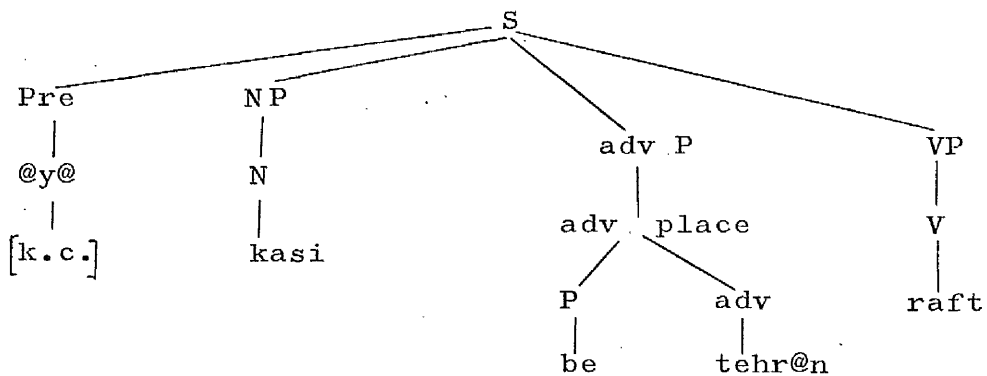 S
Pre NP
adv P VP
@y@ N
adv place V
[k.c.] kasi
P adv raft
be tehr@n